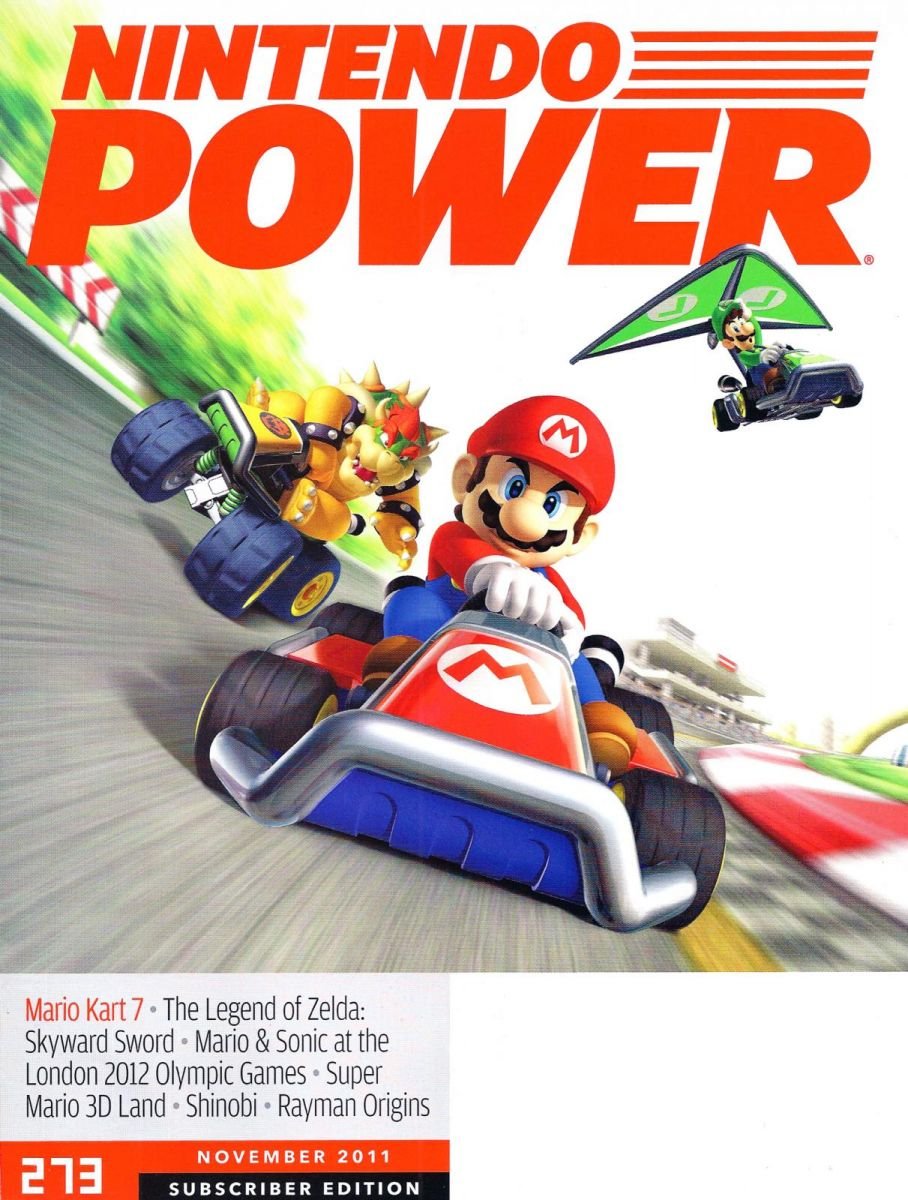 NINTENDO
POWER®
M
M
Mario Kart 7 • The Legend of Zelda:
Skyward Sword • Mario & Sonic at the
London 2012 Olympic Games • Super
Mario 3D Land • Shinobi • Rayman Origins
273
NOVEMBER 2011
SUBSCRIBER EDITION